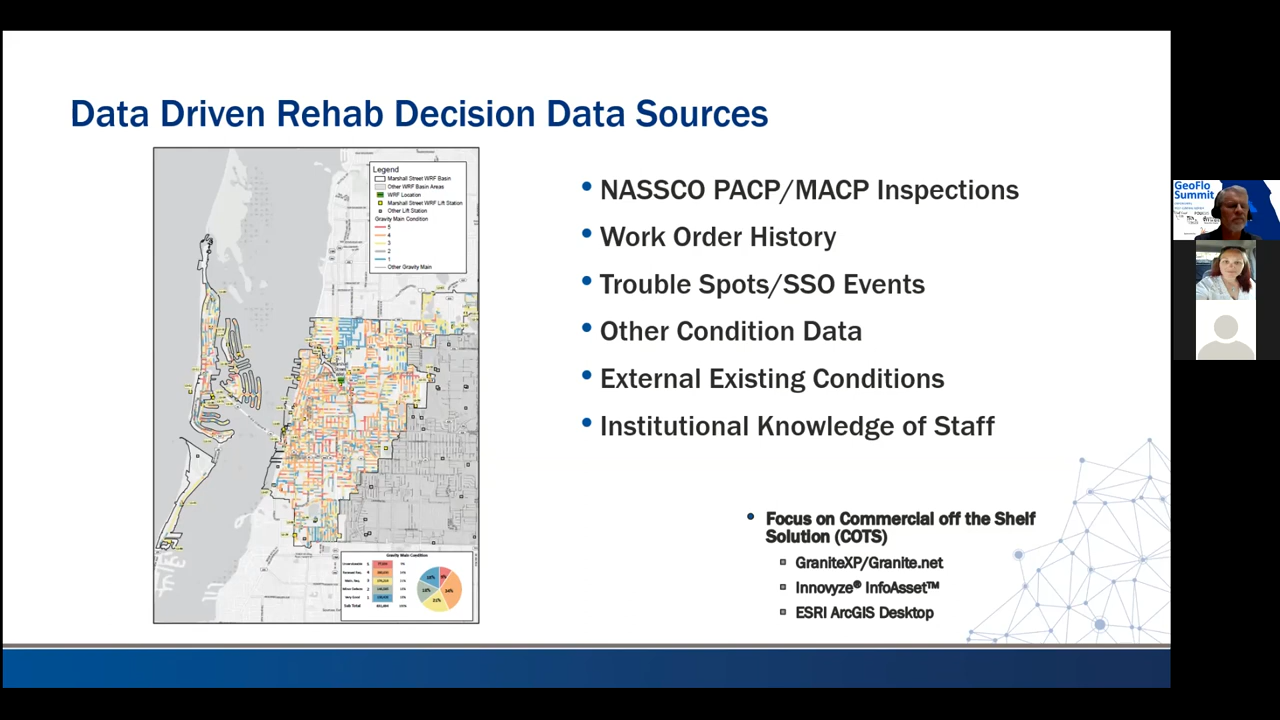 Data Driven Rehab Decision Data Sources
Legend
Marshall Street WRF Basin
Other WRF Basin Areas
WRF Location
Marshall Street WRF Lift Station
Other Lift Station
Gravity Main Condition
5
4
3
2
1
Other Gravity Main
Gravity Main Condition
• NASSCO PACP/MACP Inspections
• Work Order History
• Trouble Spots/SSO Events
• Other Condition Data
• External Existing Conditions
• Institutional Knowledge of Staff
• Focus on Commercial off the Shelf
Solution (COTS)
GraniteXP/Granite.net
Innovyze® InfoAsset™
ESRI ArcGIS Desktop
GeoFlo
Summit